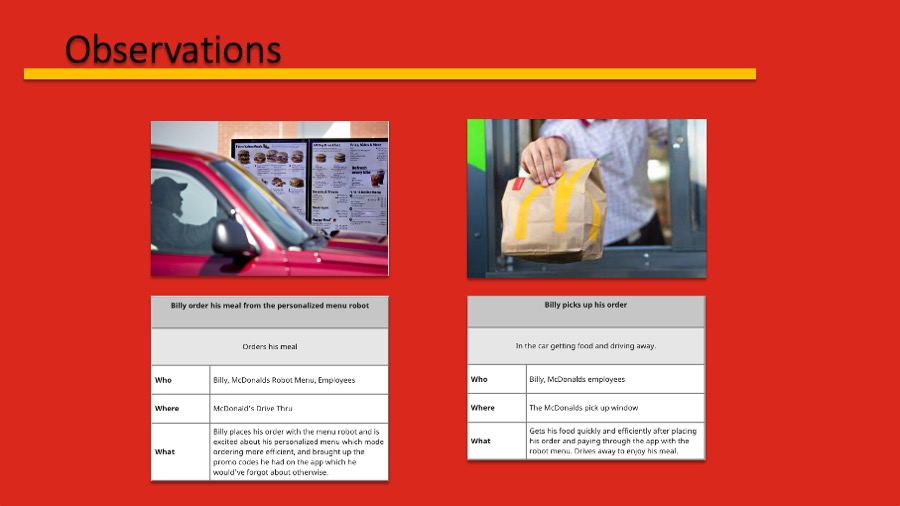 Observations
Billy order his meal from the personalized menu robot
Orders his meal
Who
Billy, McDonalds Robot Menu, Employees
Where
McDonald's Drive Thru
What
Billy places his order with the menu robot and is
excited about his personalized menu which made
ordering more efficient, and brought up the
promo codes he had on the app which he
would've forgot about otherwise.
Billy picks up his order
In the car getting food and driving away.
Who
Billy, McDonalds employees
Where
The McDonalds pick up window
What
Gets his food quickly and efficiently after placing
his order and paying through the app with the
robot menu. Drives away to enjoy his meal.